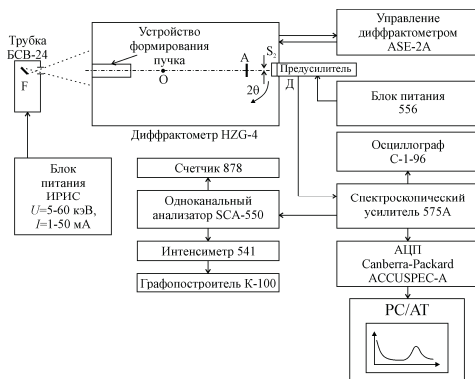 Трубка
БСВ-24
F
Устройство
формирования
пучка
O
A
S₂
2θ
Предусилитель
Д
Дифрактометр HZG-4
Управление
дифрактометром
ASE-2A
Блок питания
556
Осциллограф
С-1-96
Блок
питания
ИРИС
U=5-60 кэВ,
I=1-50 мА
Счетчик 878
Одноканальный
анализатор SCA-550
Спектроскопический
усилитель 575А
Интенсиметр 541
Графопостроитель К-100
АЦП
Canberra-Packard
ACCUSPEC-A
PC/AT